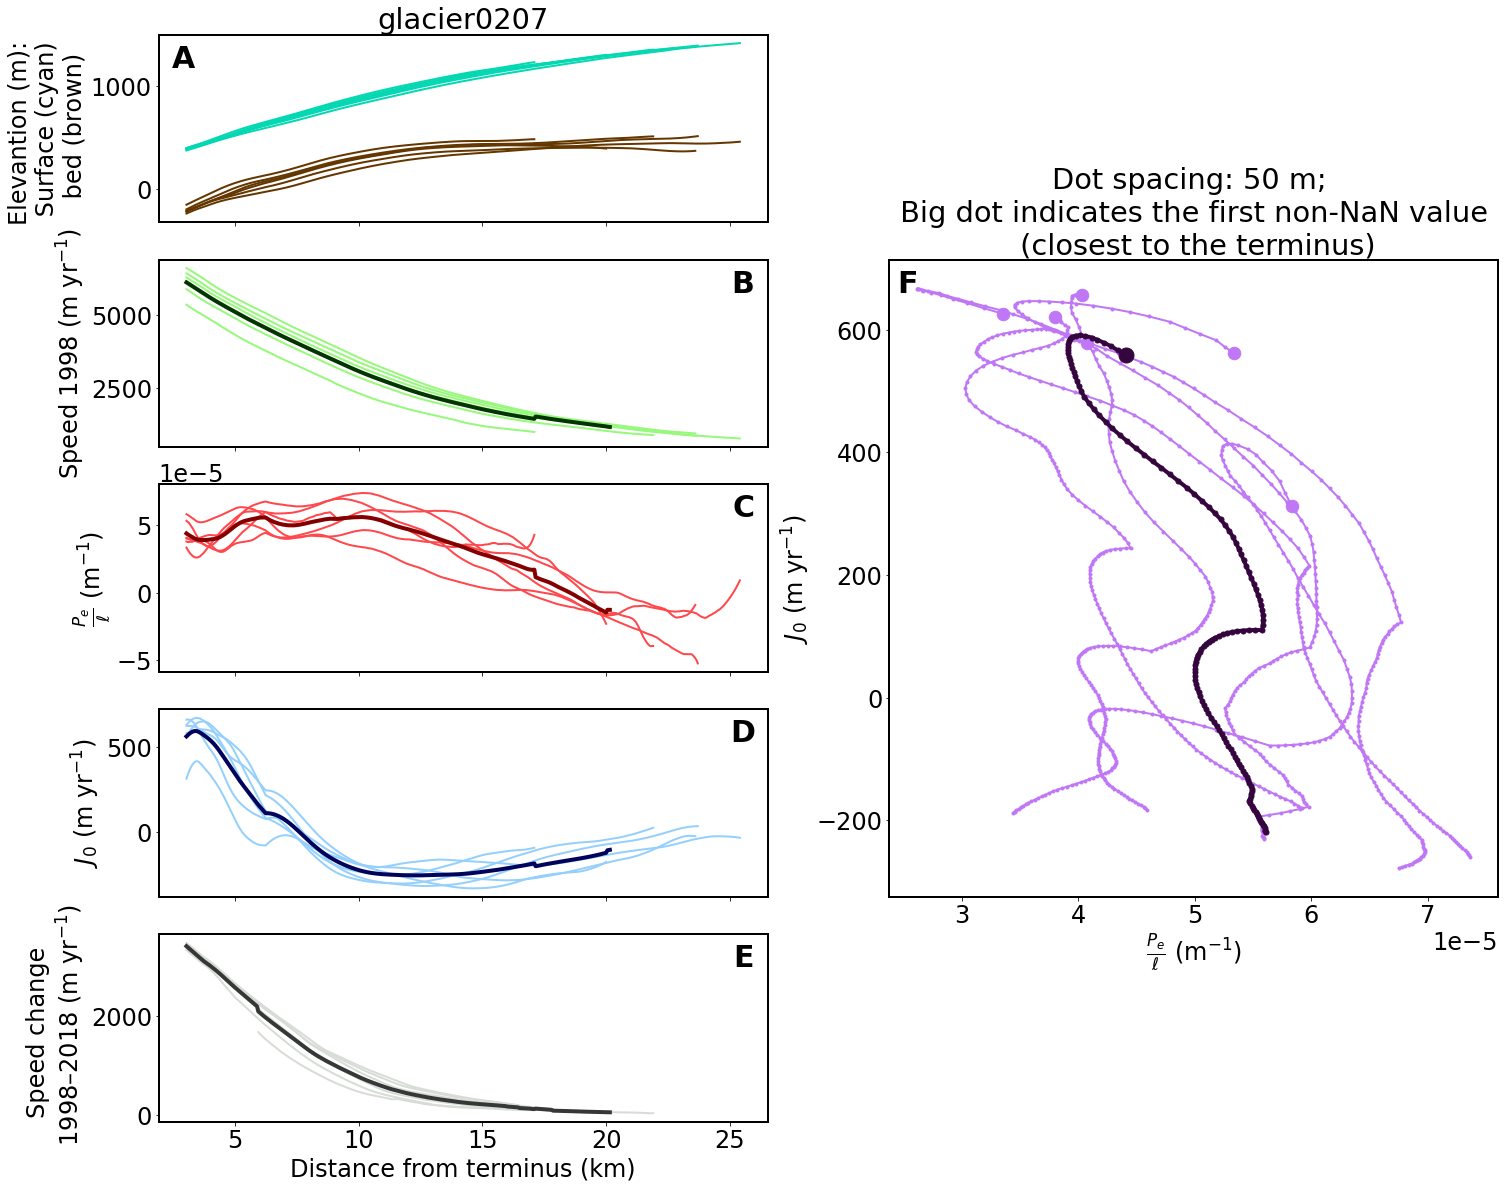 glacier0207
A
Elevantion (m):
Surface (cyan)
bed (brown)
1000
0
B
Speed 1998 (m yr⁻¹)
5000
2500
1e−5
C
Pₑ/ℓ (m⁻¹)
5
0
−5
D
J₀ (m yr⁻¹)
500
0
E
Speed change
1998–2018 (m yr⁻¹)
2000
0
5 10 15 20 25
Distance from terminus (km)
Dot spacing: 50 m;
Big dot indicates the first non-NaN value
(closest to the terminus)
F
J₀ (m yr⁻¹)
600
400
200
0
−200
3 4 5 6 7
1e−5
Pₑ/ℓ (m⁻¹)